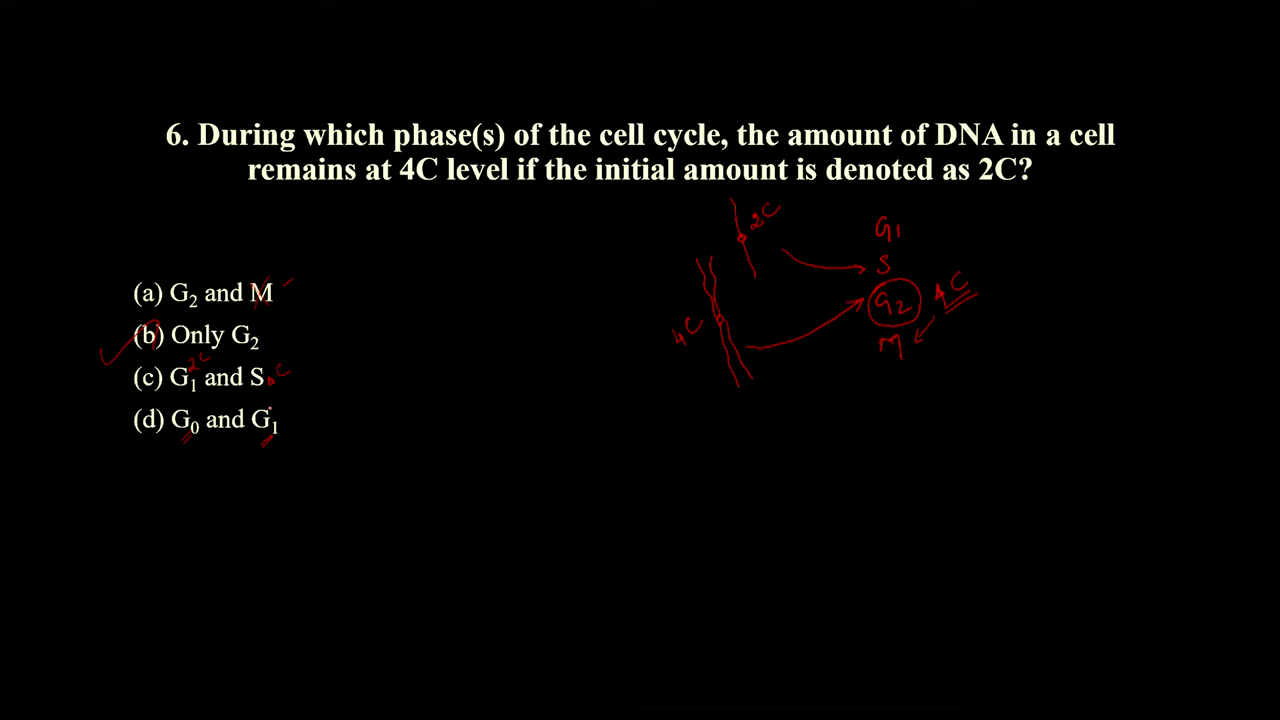 6. During which phase(s) of the cell cycle, the amount of DNA in a cell
remains at 4C level if the initial amount is denoted as 2C?
2C
G1
S
(a) G₂ and M
G2 4C
(b) Only G₂
4C
M
2C
(c) G₁ and S
(d) G₀ and G₁